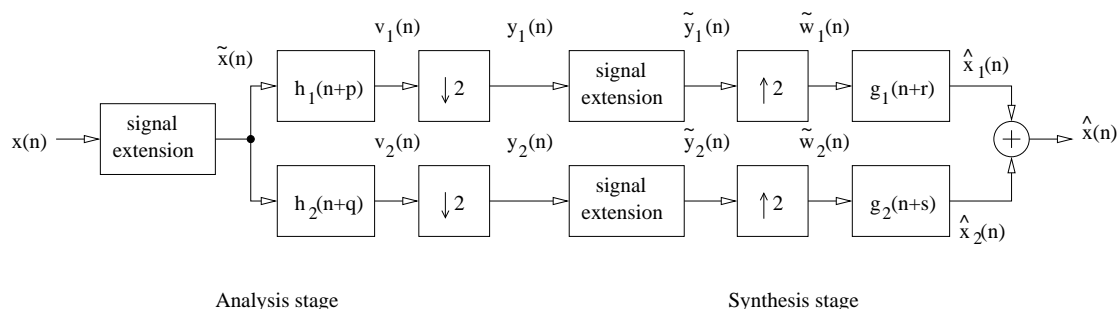 v₁(n) y₁(n) ỹ₁(n) w̃₁(n)
x̃(n) x̂₁(n)
h₁(n+p) ↓2 signal extension ↑2 g₁(n+r)
x(n) signal extension + x̂(n)
v₂(n) y₂(n) ỹ₂(n) w̃₂(n)
h₂(n+q) ↓2 signal extension ↑2 g₂(n+s)
x̂₂(n)
Analysis stage Synthesis stage